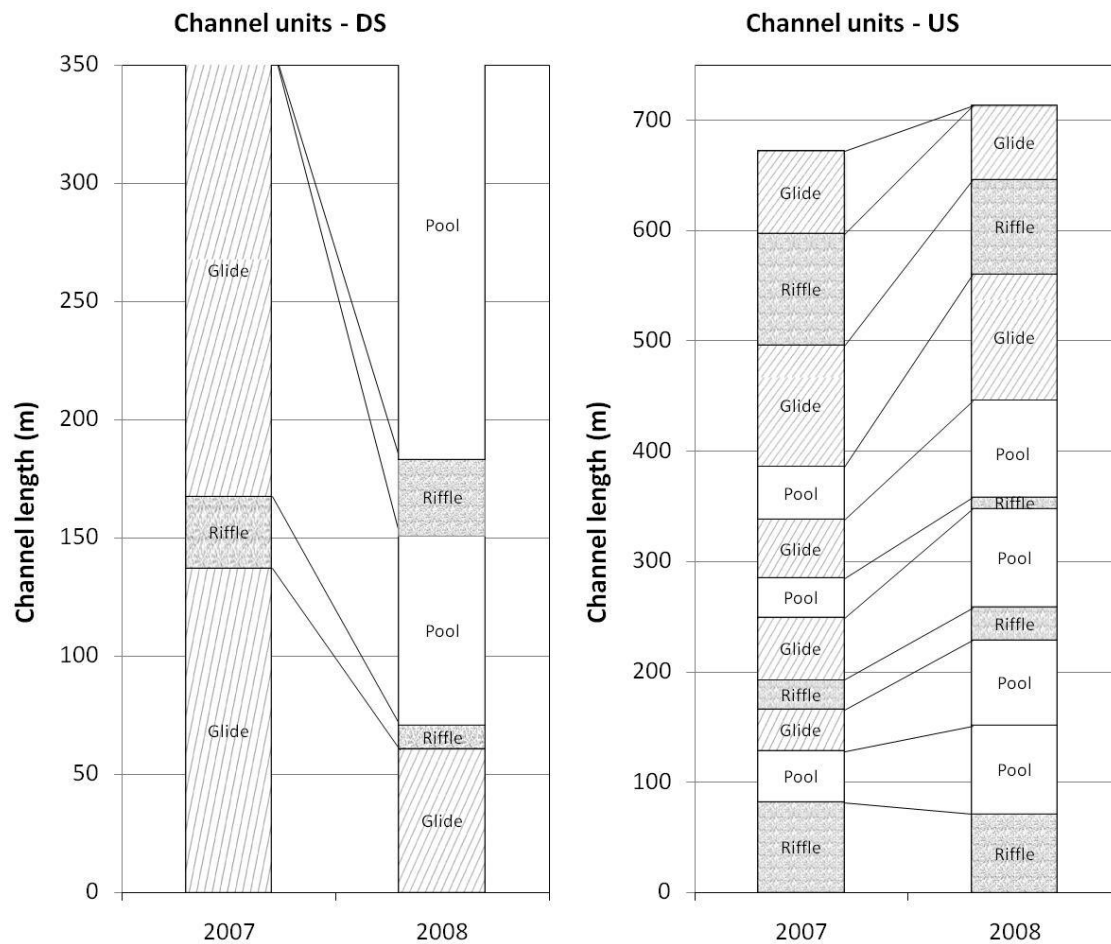 Channel units - DS
Channel length (m)
350
300
250
200
150
100
50
0
Glide
Riffle
Glide
Pool
Riffle
Pool
Riffle
Glide
2007
2008
Channel units - US
Channel length (m)
700
600
500
400
300
200
100
0
Glide
Riffle
Glide
Pool
Glide
Pool
Glide
Riffle
Glide
Pool
Riffle
Glide
Riffle
Glide
Pool
Riffle
Pool
Riffle
Pool
Pool
Riffle
2007
2008